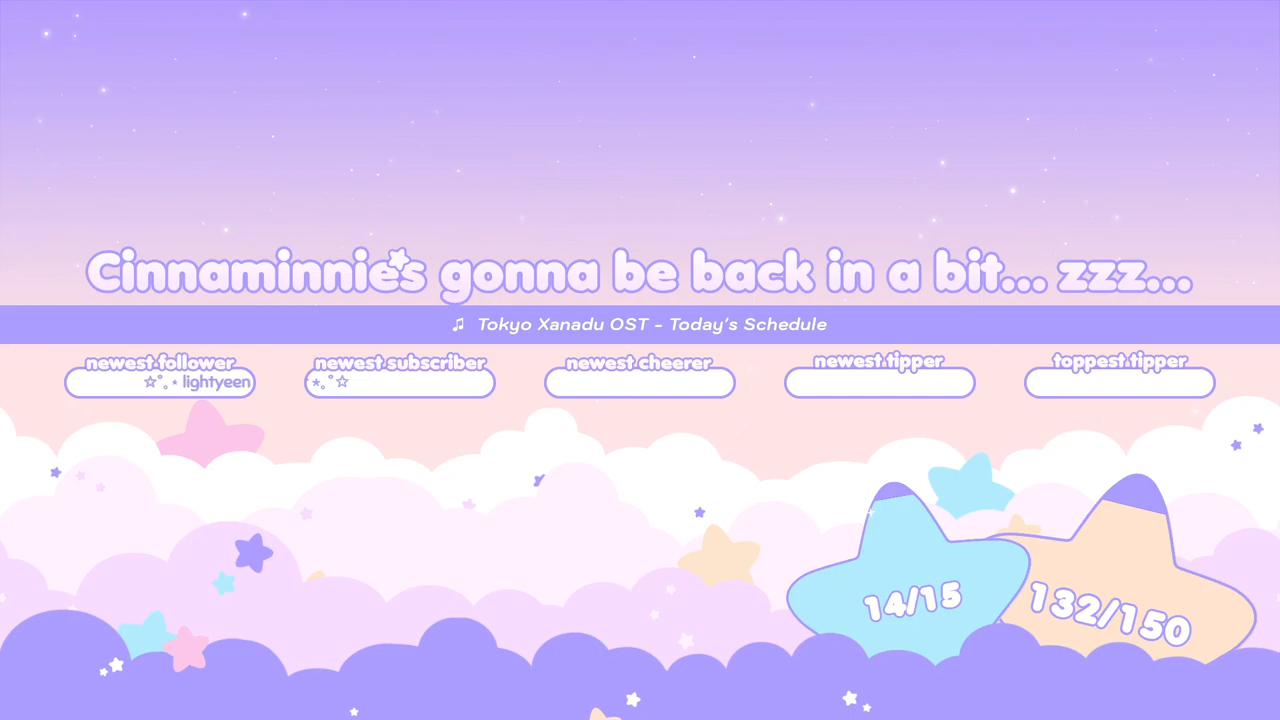 Cinnaminnie's gonna be back in a bit... zzz...
♫ Tokyo Xanadu OST - Today's Schedule
newest follower
newest subscriber
newest cheerer
newest tipper
toppest tipper
☆ﾟ｡⋆ lightyeen
⋆｡ﾟ☆
14/15
132/150